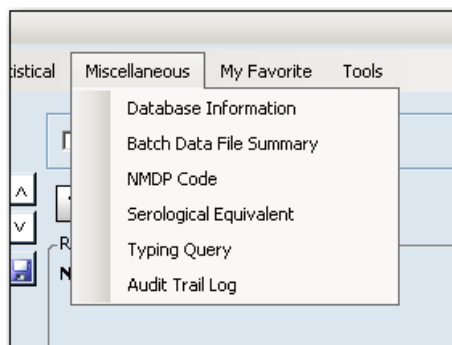 tistical Miscellaneous My Favorite Tools
Database Information
Batch Data File Summary
NMDP Code
Serological Equivalent
Typing Query
Audit Trail Log
R
N